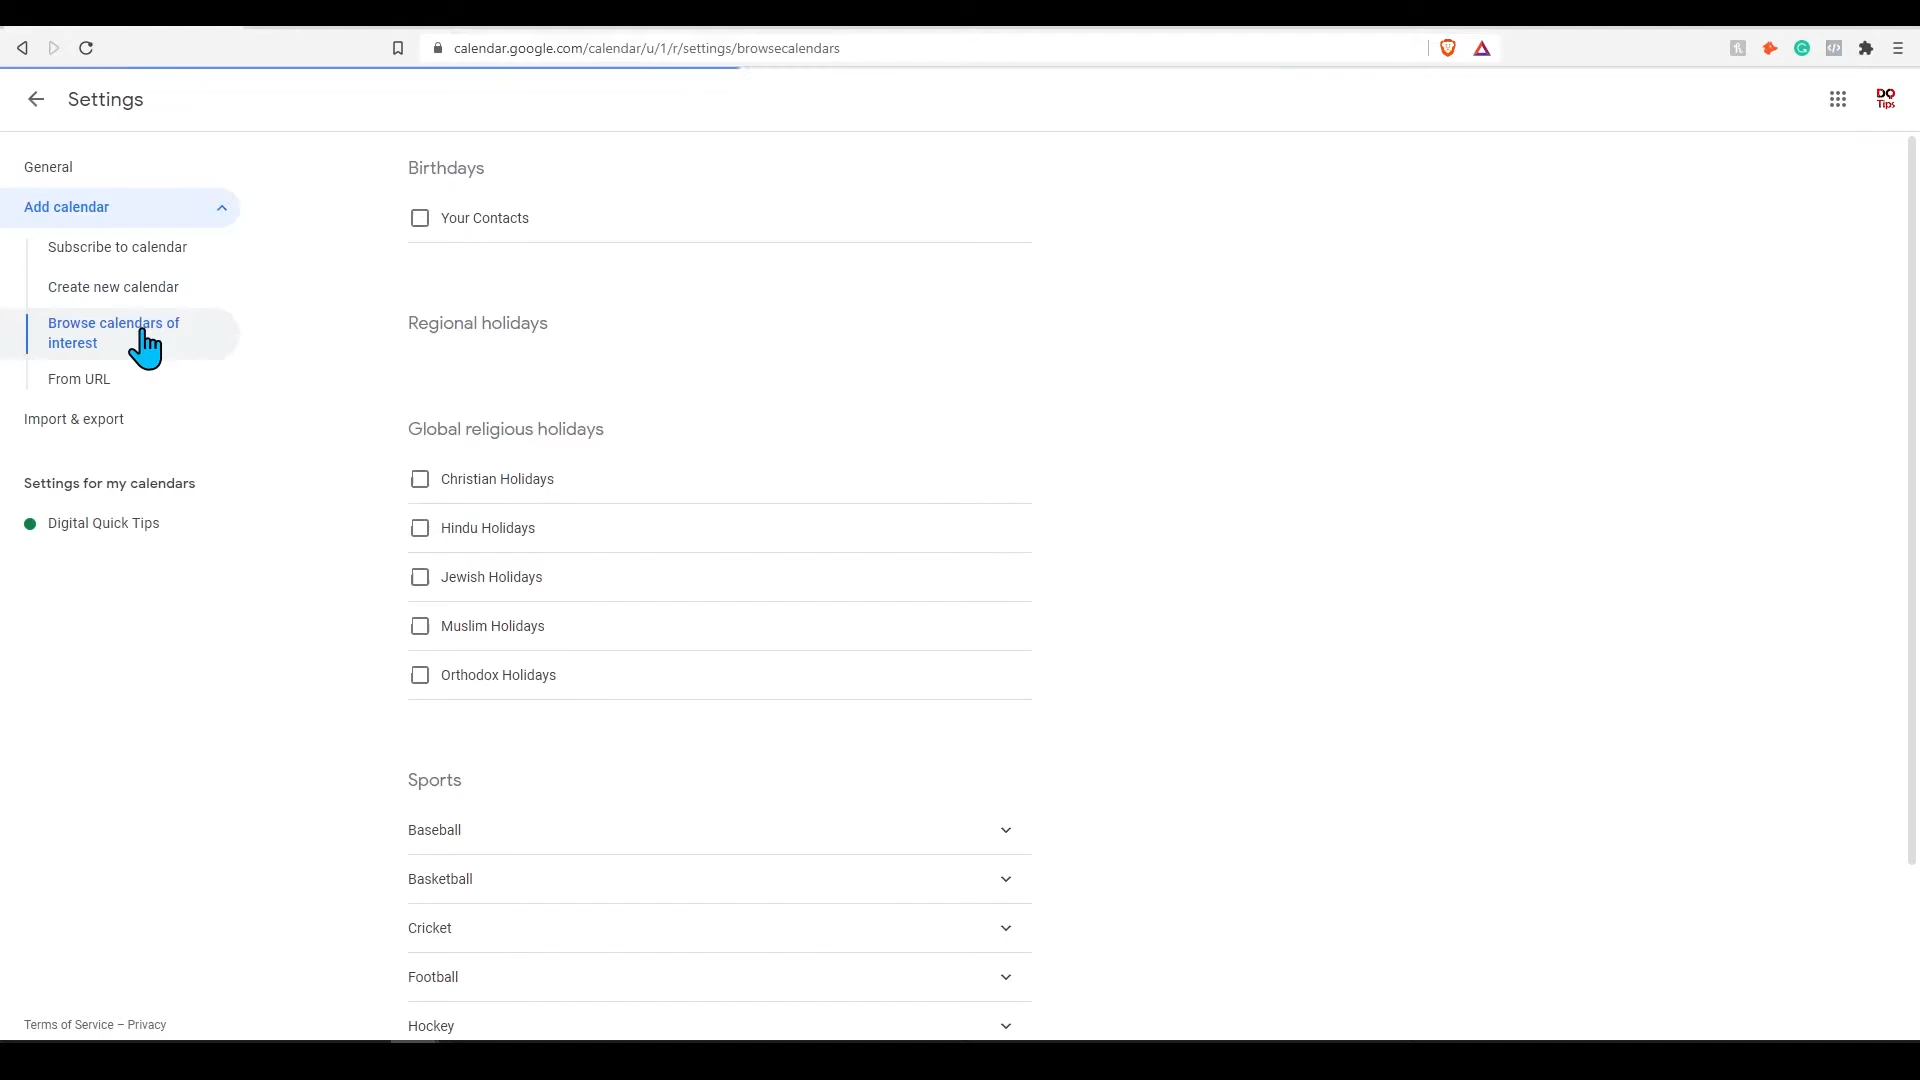 calendar.google.com/calendar/u/1/r/settings/browsecalendars
Settings
DQ
Tips
General
Add calendar
Subscribe to calendar
Create new calendar
Browse calendars of
interest
From URL
Import & export
Settings for my calendars
Digital Quick Tips
Terms of Service – Privacy
Birthdays
Your Contacts
Regional holidays
Global religious holidays
Christian Holidays
Hindu Holidays
Jewish Holidays
Muslim Holidays
Orthodox Holidays
Sports
Baseball
Basketball
Cricket
Football
Hockey